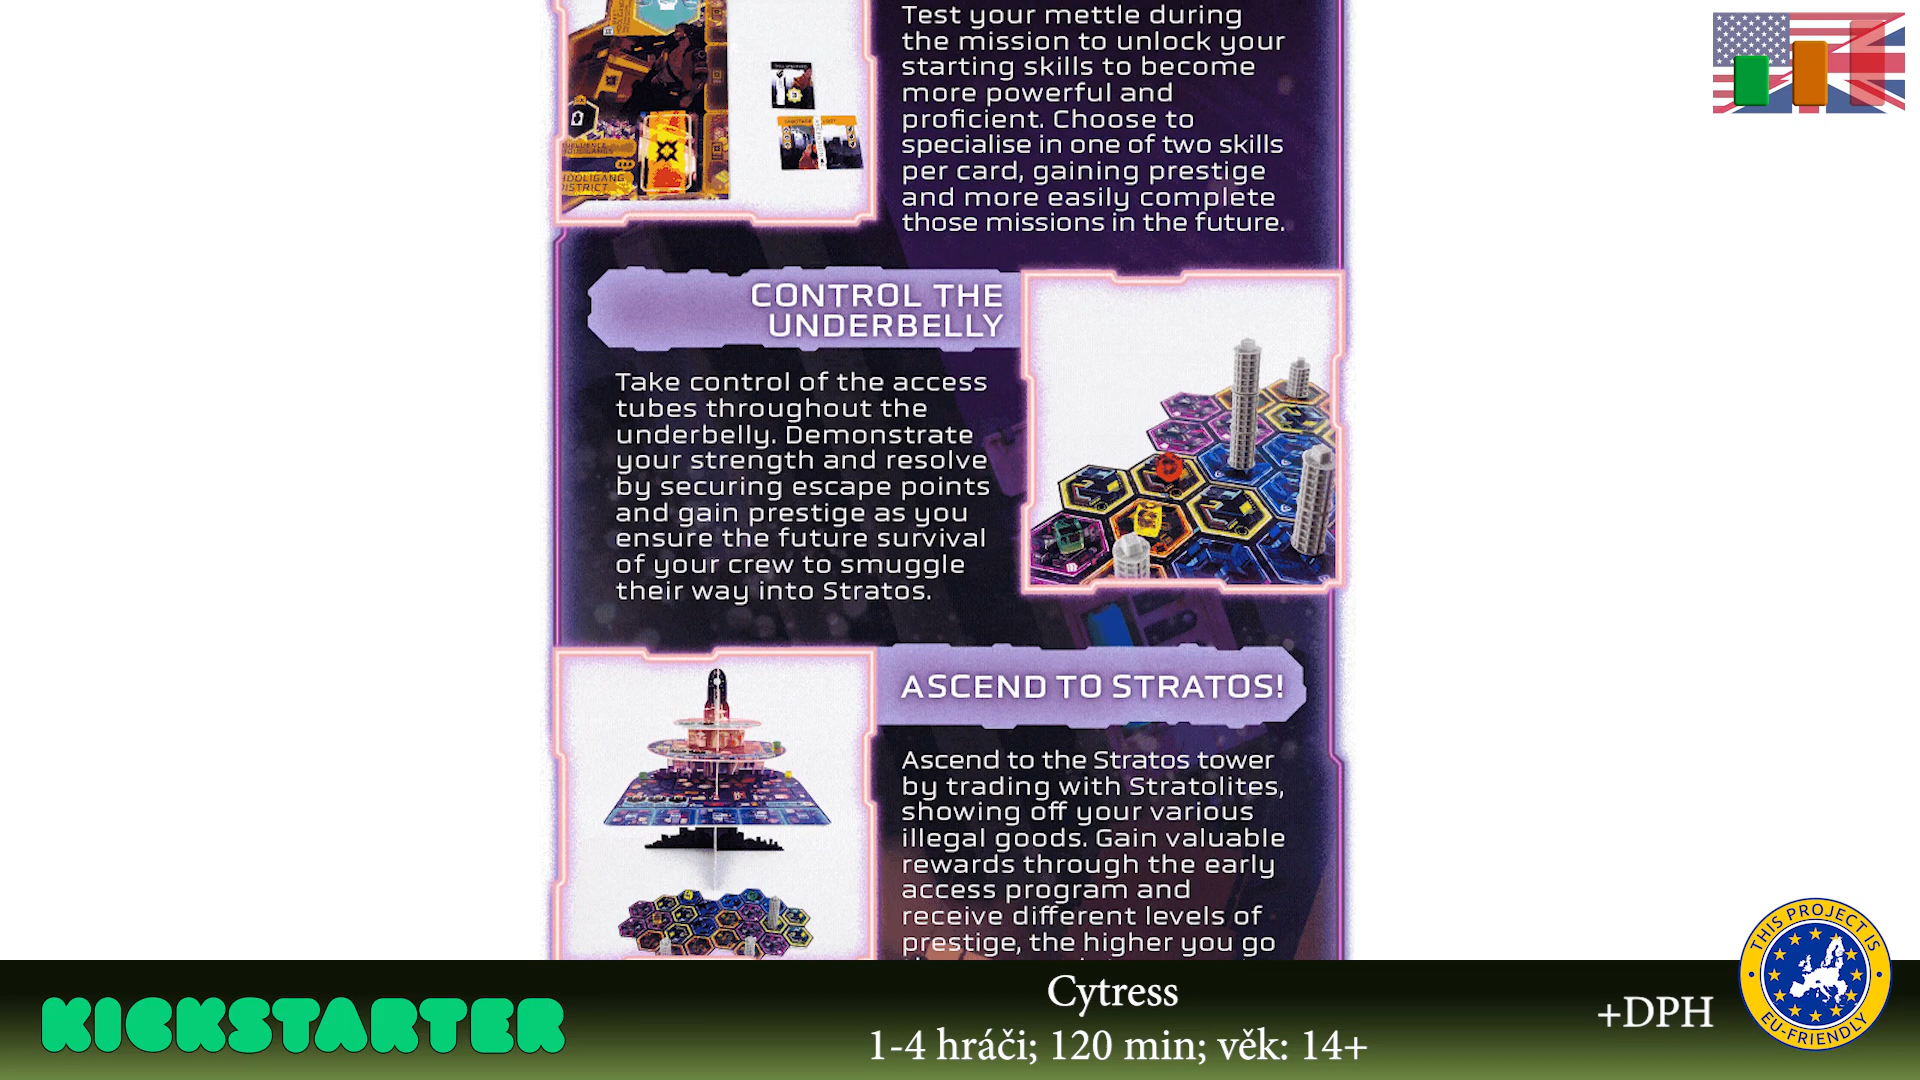 Test your mettle during
the mission to unlock your
starting skills to become
more powerful and
proficient. Choose to
specialise in one of two skills
per card, gaining prestige
and more easily complete
those missions in the future.
HOOLIGANG
DISTRICT
CONTROL THE
UNDERBELLY
Take control of the access
tubes throughout the
underbelly. Demonstrate
your strength and resolve
by securing escape points
and gain prestige as you
ensure the future survival
of your crew to smuggle
their way into Stratos.
ASCEND TO STRATOS!
Ascend to the Stratos tower
by trading with Stratolites,
showing off your various
illegal goods. Gain valuable
rewards through the early
access program and
receive different levels of
prestige, the higher you go
KICKSTARTER
Cytress
1-4 hráči; 120 min; věk: 14+
+DPH
THIS PROJECT IS
EU-FRIENDLY